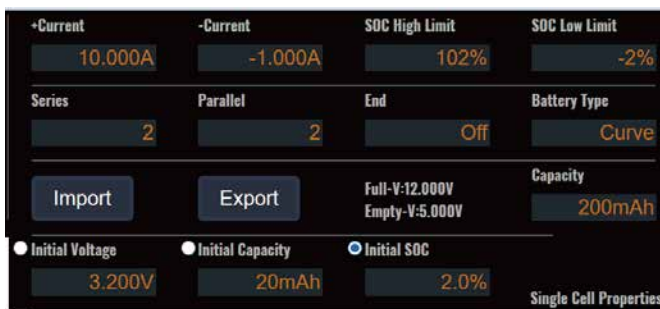 +Current -Current SOC High Limit SOC Low Limit
10.000A -1.000A 102% -2%
Series Parallel End Battery Type
2 2 Off Curve
Import Export Full-V:12.000V Capacity
Empty-V:5.000V 200mAh
Initial Voltage Initial Capacity Initial SOC
3.200V 20mAh 2.0%
Single Cell Properties